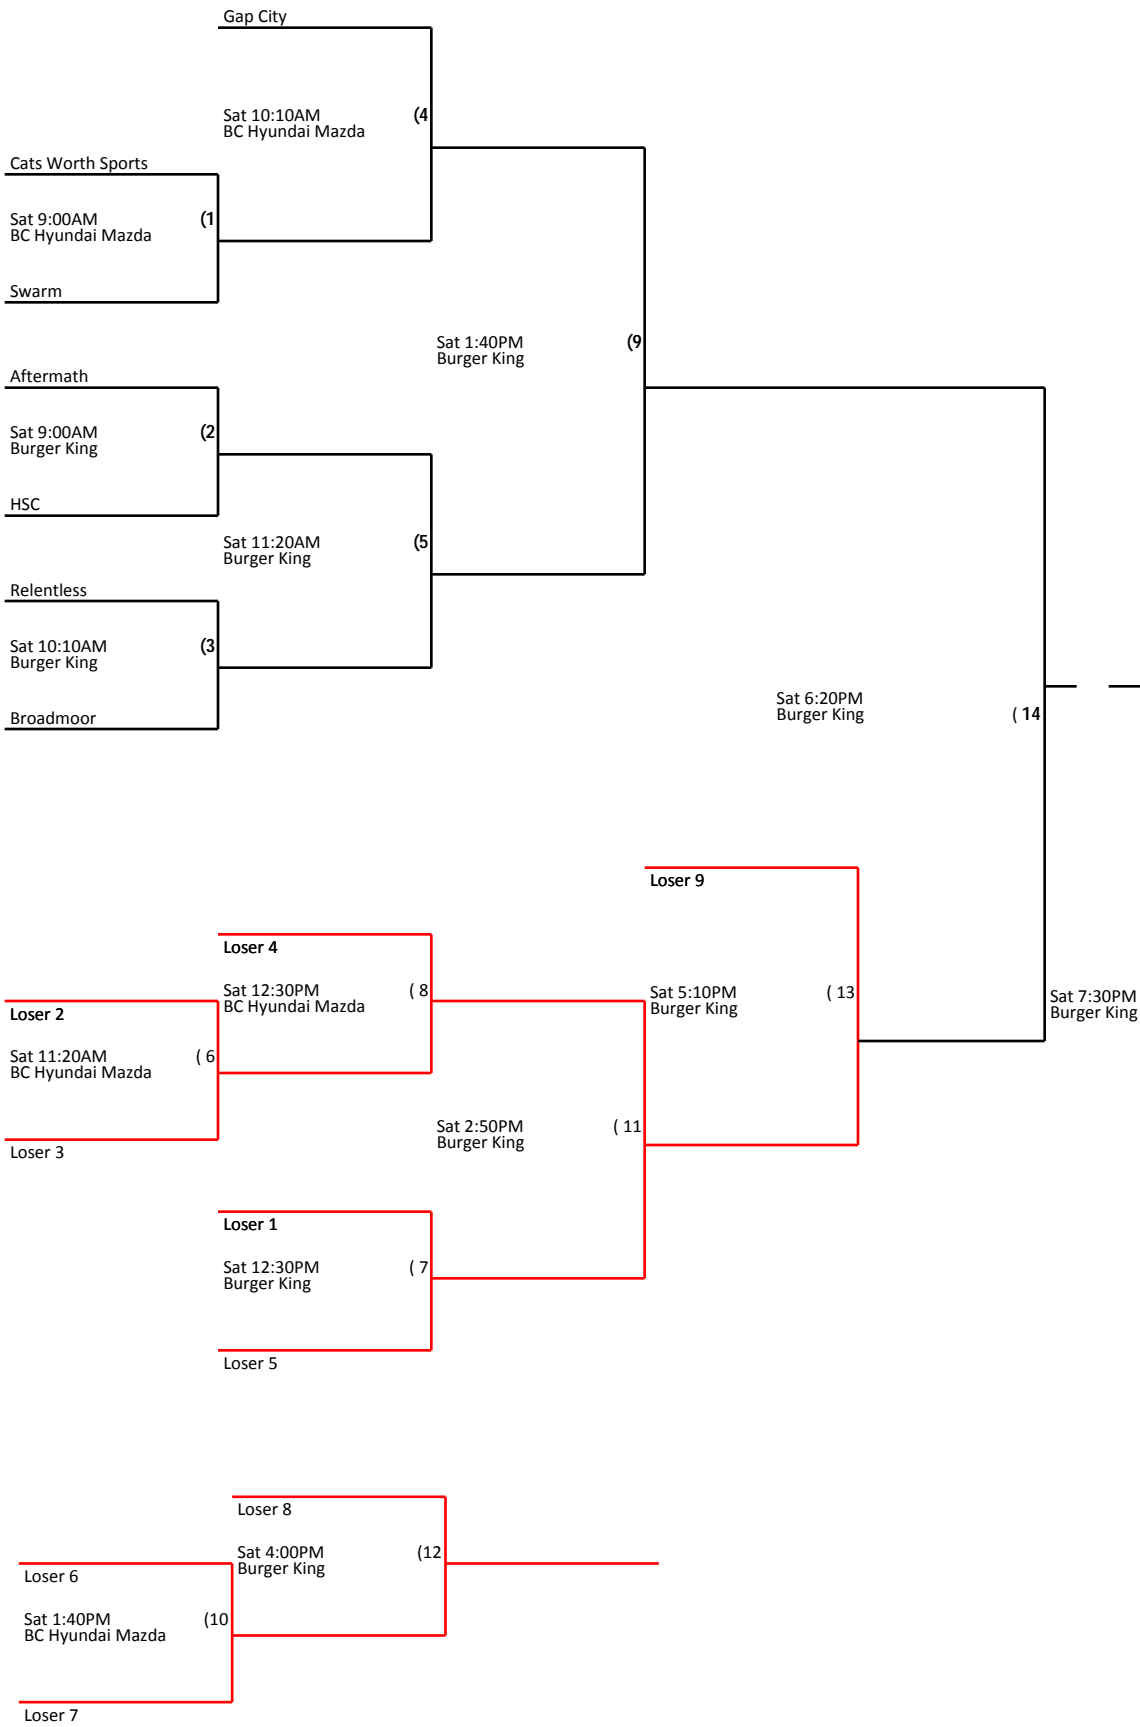 Gap City
Sat 10:10AM
BC Hyundai Mazda
(4
Cats Worth Sports
Sat 9:00AM
BC Hyundai Mazda
(1
Swarm
Sat 1:40PM
Burger King
(9
Aftermath
Sat 9:00AM
Burger King
(2
HSC
Sat 11:20AM
Burger King
(5
Relentless
Sat 10:10AM
Burger King
(3
Broadmoor
Sat 6:20PM
Burger King
( 14
Loser 9
Loser 4
Sat 12:30PM
BC Hyundai Mazda
( 8
Sat 5:10PM
Burger King
( 13
Sat 7:30PM
Burger King
Loser 2
Sat 11:20AM
BC Hyundai Mazda
( 6
Loser 3
Sat 2:50PM
Burger King
( 11
Loser 1
Sat 12:30PM
Burger King
( 7
Loser 5
Loser 8
Sat 4:00PM
Burger King
(12
Loser 6
Sat 1:40PM
BC Hyundai Mazda
(10
Loser 7